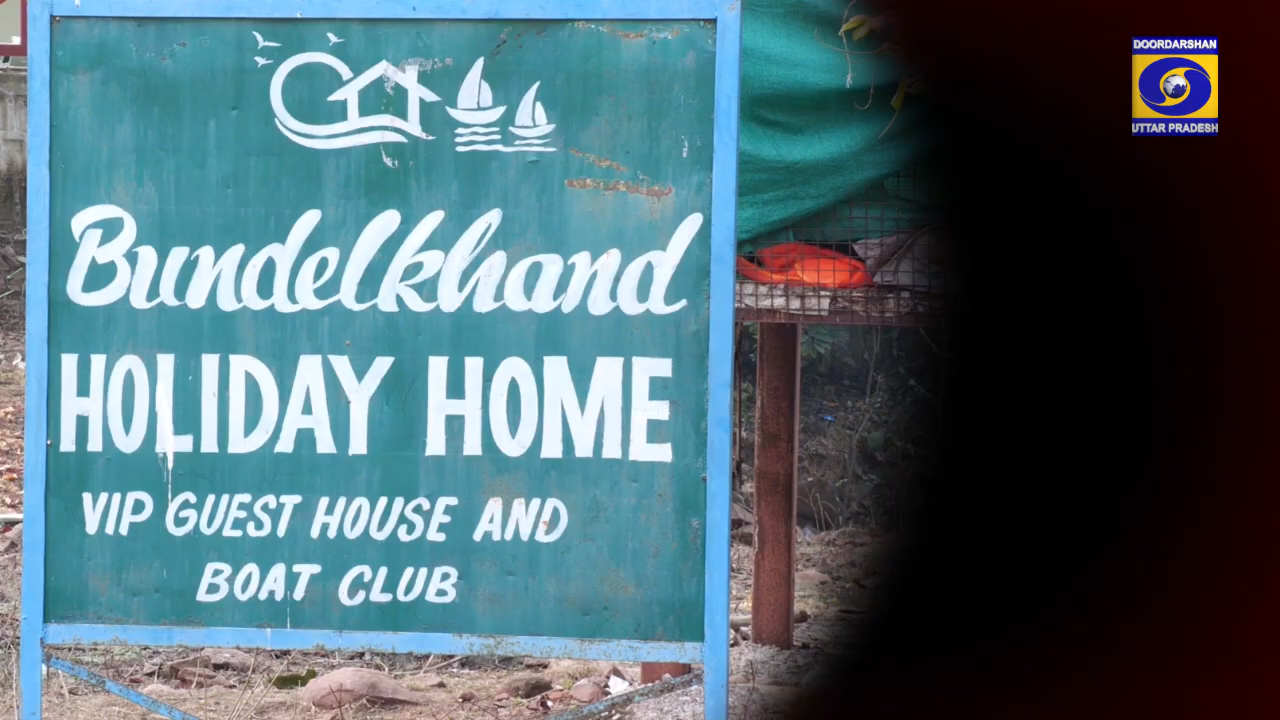 Bundelkhand
HOLIDAY HOME
VIP GUEST HOUSE AND
BOAT CLUB
DOORDARSHAN
UTTAR PRADESH